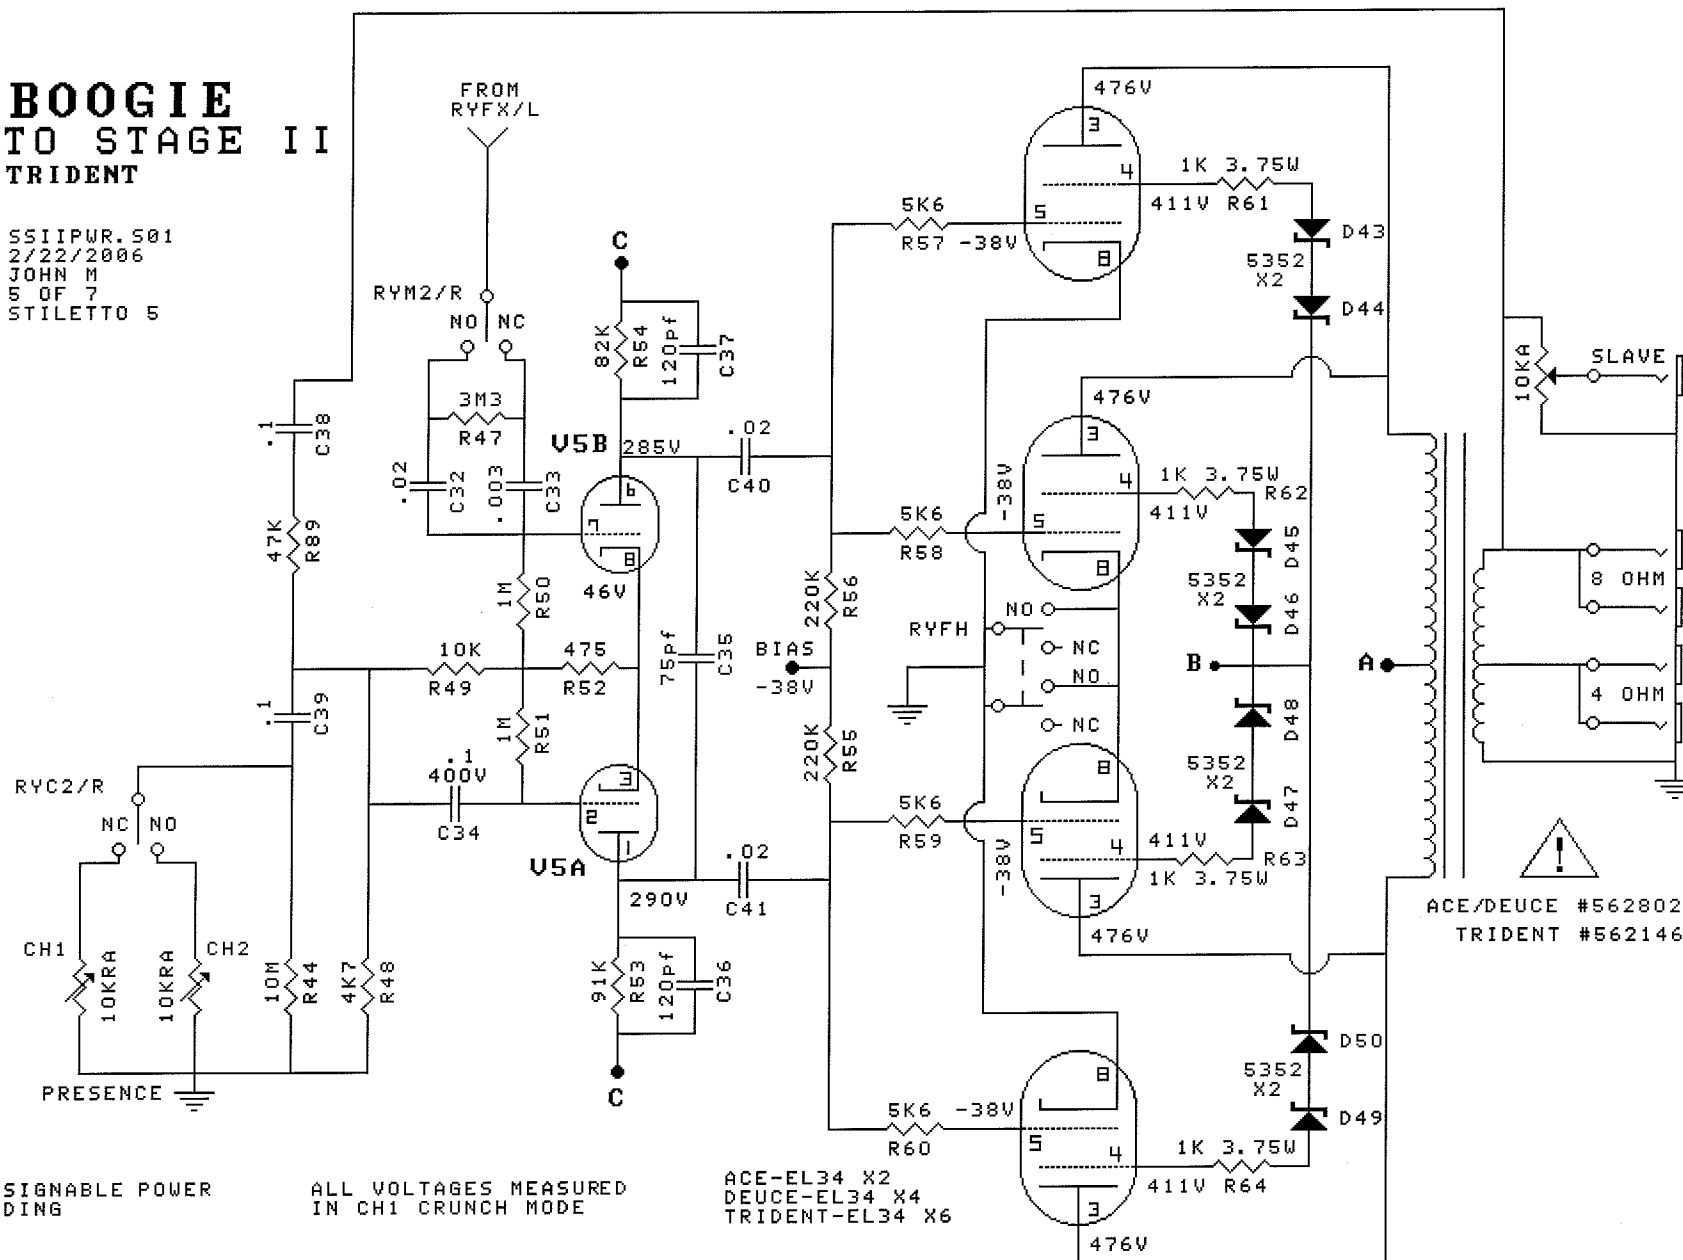 BOOGIE
TO STAGE II
TRIDENT
SSIIPWR.S01
2/22/2006
JOHN M
5 OF 7
STILETTO 5
FROM
RYFX/L
RYM2/R
NO NC
3M3
R47
.02
C32
.003
C33
.1
C38
47K
R89
C
82K
R54
120pf
C37
V5B
285V
6
7
8
46V
.02
C40
1M
R50
10K
R49
475
R52
75pf
C35
1M
R51
.1
C39
.1
400V
C34
3
2
1
V5A
290V
.02
C41
91K
R53
120pf
C36
C
RYC2/R
NC NO
CH1
10KRA
CH2
10KRA
10M
R44
4K7
R48
PRESENCE
BIAS
-38V
220K
R56
220K
R55
5K6
R57
-38V
476V
3
4
5
8
1K 3.75W
411V R61
D43
5352
X2
D44
476V
3
4
5
8
-38V
5K6
R58
1K 3.75W
R62
411V
D45
5352
X2
D46
RYFH
NO
NC
NO
NC
B
A
D48
5352
X2
D47
5K6
R59
-38V
8
5
4
3
411V
R63
1K 3.75W
476V
D50
5352
X2
D49
5K6
R60
-38V
8
5
4
3
1K 3.75W
411V R64
476V
10KA
SLAVE
8 OHM
4 OHM
!
ACE/DEUCE #562802
TRIDENT #562146
SIGNABLE POWER
DING
ALL VOLTAGES MEASURED
IN CH1 CRUNCH MODE
ACE-EL34 X2
DEUCE-EL34 X4
TRIDENT-EL34 X6